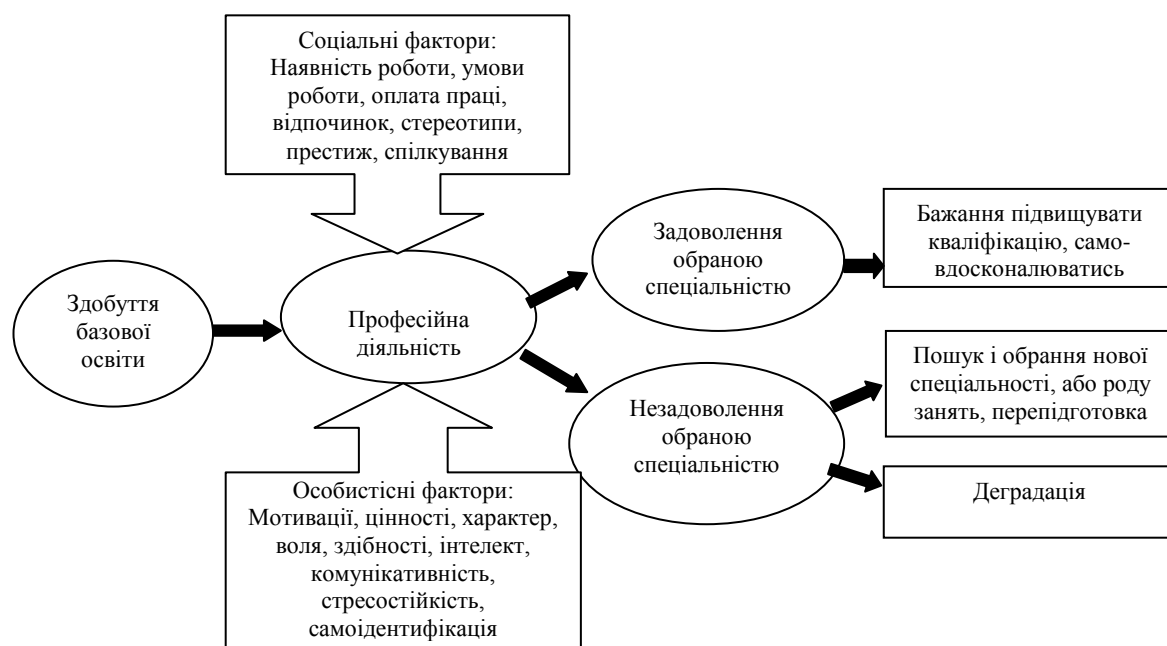 Соціальні фактори:
Наявність роботи, умови
роботи, оплата праці,
відпочинок, стереотипи,
престиж, спілкування
Здобуття
базової
освіти
Професійна
діяльність
Задоволення
обраною
спеціальністю
Бажання підвищувати
кваліфікацію, само-
вдосконалюватись
Незадоволення
обраною
спеціальністю
Пошук і обрання нової
спеціальності, або роду
занять, перепідготовка
Деградація
Особистісні фактори:
Мотивації, цінності, характер,
воля, здібності, інтелект,
комунікативність,
стресостійкість,
самоідентифікація